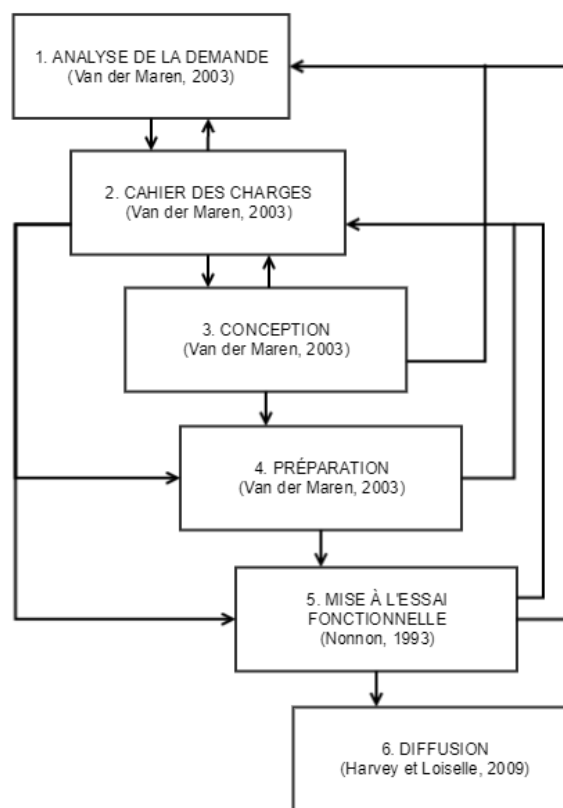 1. ANALYSE DE LA DEMANDE
(Van der Maren, 2003)
2. CAHIER DES CHARGES
(Van der Maren, 2003)
3. CONCEPTION
(Van der Maren, 2003)
4. PRÉPARATION
(Van der Maren, 2003)
5. MISE À L'ESSAI
FONCTIONNELLE
(Nonnon, 1993)
6. DIFFUSION
(Harvey et Loiselle, 2009)